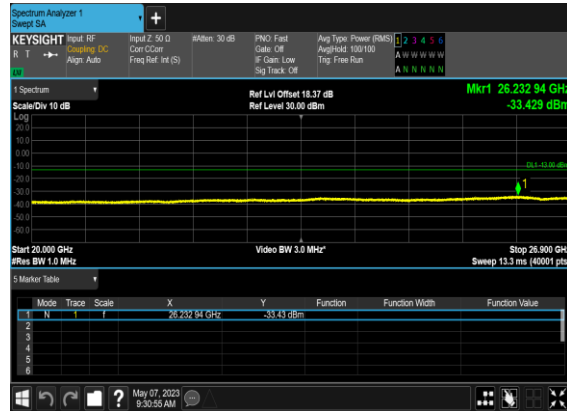 Spectrum Analyzer 1
Swept SA
+
KEYSIGHT
R T
Input: RF
Coupling: DC
Align: Auto
Input Z: 50 Ω
Corr CCorr
Freq Ref: Int (S)
#Atten: 30 dB
PNO: Fast
Gate: Off
IF Gain: Low
Sig Track: Off
Avg Type: Power (RMS)
Avg|Hold: 100/100
Trig: Free Run
1 2 3 4 5 6
A W W W W W
A N N N N N
1 Spectrum
Scale/Div 10 dB
Ref Lvl Offset 18.37 dB
Ref Level 30.00 dBm
Mkr1 26.232 94 GHz
-33.429 dBm
Log
20.0
10.0
0.00
-10.0
-20.0
-30.0
-40.0
-50.0
-60.0
DL1 -13.00 dBm
1
Start 20.000 GHz
#Res BW 1.0 MHz
Video BW 3.0 MHz*
Stop 26.900 GHz
Sweep 13.3 ms (40001 pts)
5 Marker Table
Mode Trace Scale X Y Function Function Width Function Value
1 N 1 f 26.232 94 GHz -33.43 dBm
2
3
4
5
6
?
May 07, 2023
9:30:55 AM